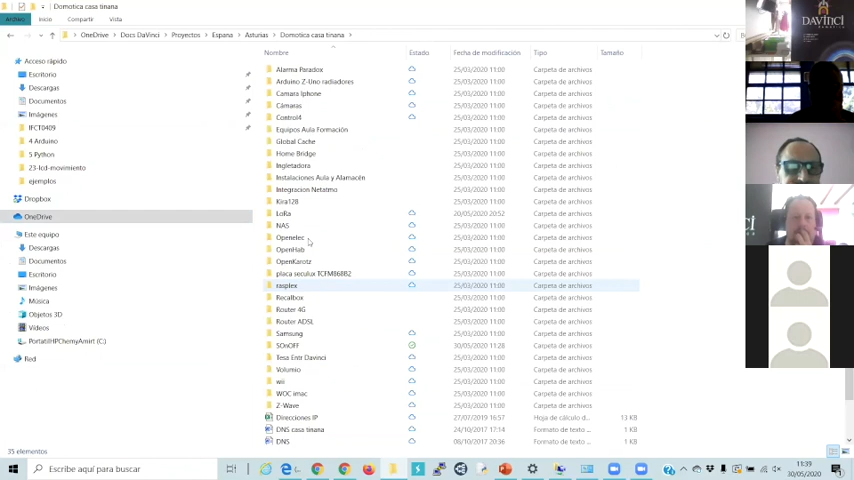 Domotica casa tinana
Archivo Inicio Compartir Vista
OneDrive Docs DaVinci Proyectos Espana Asturias Domotica casa tinana
Nombre Estado Fecha de modificación Tipo Tamaño
Acceso rápido
Escritorio
Descargas
Documentos
Imágenes
IFCT0409
4 Arduino
5 Python
23-lcd-movimiento
ejemplos
Dropbox
OneDrive
Este equipo
Descargas
Documentos
Escritorio
Imágenes
Música
Objetos 3D
Vídeos
PortatilHPChemyAmirt (C:)
Red
Alarma Paradox 25/03/2020 11:00 Carpeta de archivos
Arduino Z-Uno radiadores 25/03/2020 11:00 Carpeta de archivos
Camara Iphone 25/03/2020 11:00 Carpeta de archivos
Cámaras 25/03/2020 11:00 Carpeta de archivos
Control4 25/03/2020 11:00 Carpeta de archivos
Equipos Aula Formación 25/03/2020 11:00 Carpeta de archivos
Global Cache 25/03/2020 11:00 Carpeta de archivos
Home Bridge 25/03/2020 11:00 Carpeta de archivos
Ingletadora 25/03/2020 11:00 Carpeta de archivos
Instalaciones Aula y Alamacén 25/03/2020 11:00 Carpeta de archivos
Integracion Netatmo 25/03/2020 11:00 Carpeta de archivos
Kira128 25/03/2020 11:00 Carpeta de archivos
LoRa 20/05/2020 20:52 Carpeta de archivos
NAS 25/03/2020 11:00 Carpeta de archivos
Openelec 25/03/2020 11:00 Carpeta de archivos
OpenHab 25/03/2020 11:00 Carpeta de archivos
OpenKarotz 25/03/2020 11:00 Carpeta de archivos
placa seculux TCFM868B2 25/03/2020 11:00 Carpeta de archivos
rasplex 25/03/2020 11:00 Carpeta de archivos
Recalbox 25/03/2020 11:00 Carpeta de archivos
Router 4G 25/03/2020 11:00 Carpeta de archivos
Router ADSL 25/03/2020 11:00 Carpeta de archivos
Samsung 25/03/2020 11:00 Carpeta de archivos
SOnOFF 30/05/2020 11:28 Carpeta de archivos
Tesa Entr Davinci 25/03/2020 11:00 Carpeta de archivos
Volumio 25/03/2020 11:00 Carpeta de archivos
wii 25/03/2020 11:00 Carpeta de archivos
WOC imac 25/03/2020 11:00 Carpeta de archivos
Z-Wave 25/03/2020 11:00 Carpeta de archivos
Direcciones IP 27/07/2019 16:57 Hoja de cálculo d... 13 KB
DNS casa tinana 24/10/2017 17:14 Formato de texto ... 1 KB
DNS 09/10/2017 20:36 Formato de texto ... 1 KB
35 elementos
Escribe aquí para buscar
11:39
30/05/2020
DAVINCI